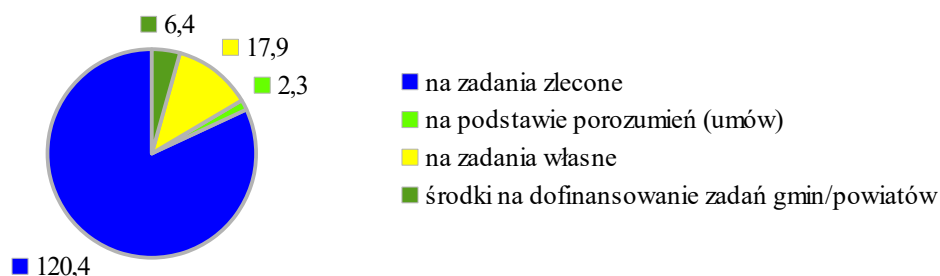 6,4
17,9
2,3
120,4
na zadania zlecone
na podstawie porozumień (umów)
na zadania własne
środki na dofinansowanie zadań gmin/powiatów